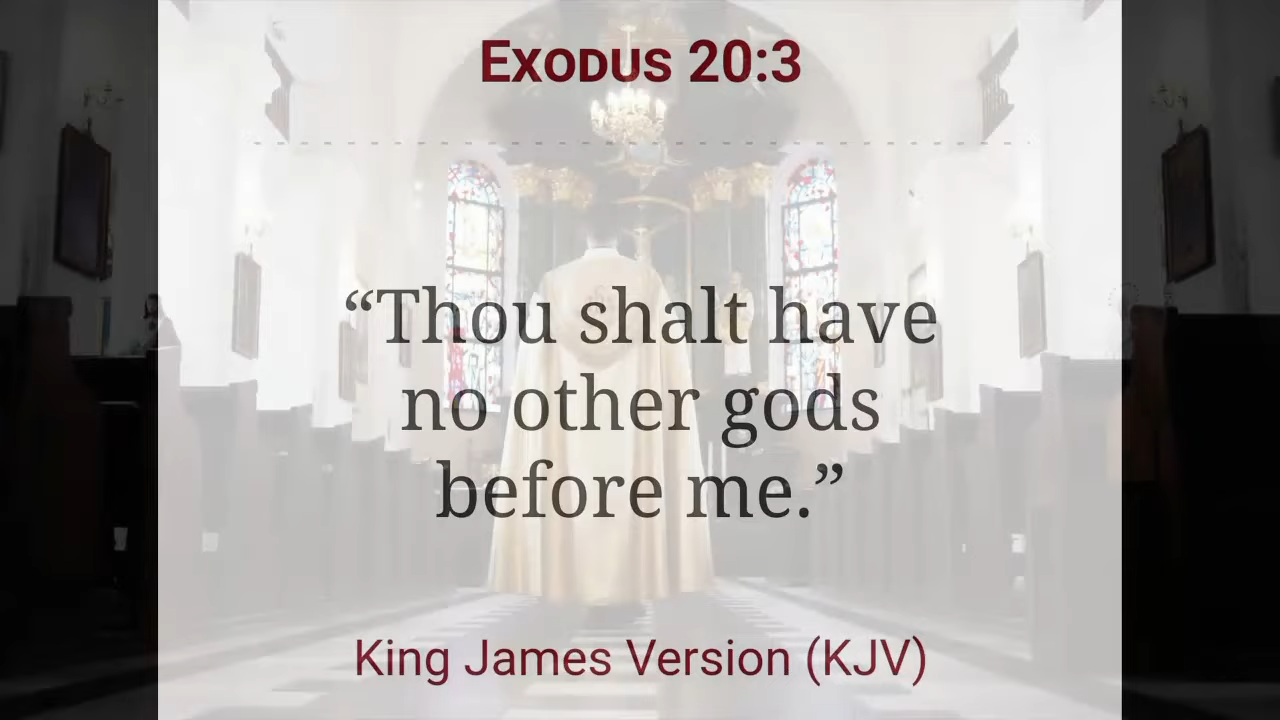 Exodus 20:3
“Thou shalt have
no other gods
before me.”
King James Version (KJV)